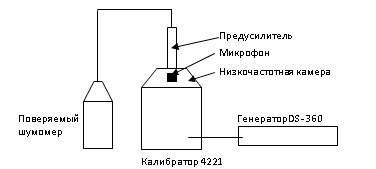 Предусилитель
Микрофон
Низкочастотная камера
Поверяемый
шумомер
ГенераторDS-360
Калибратор 4221